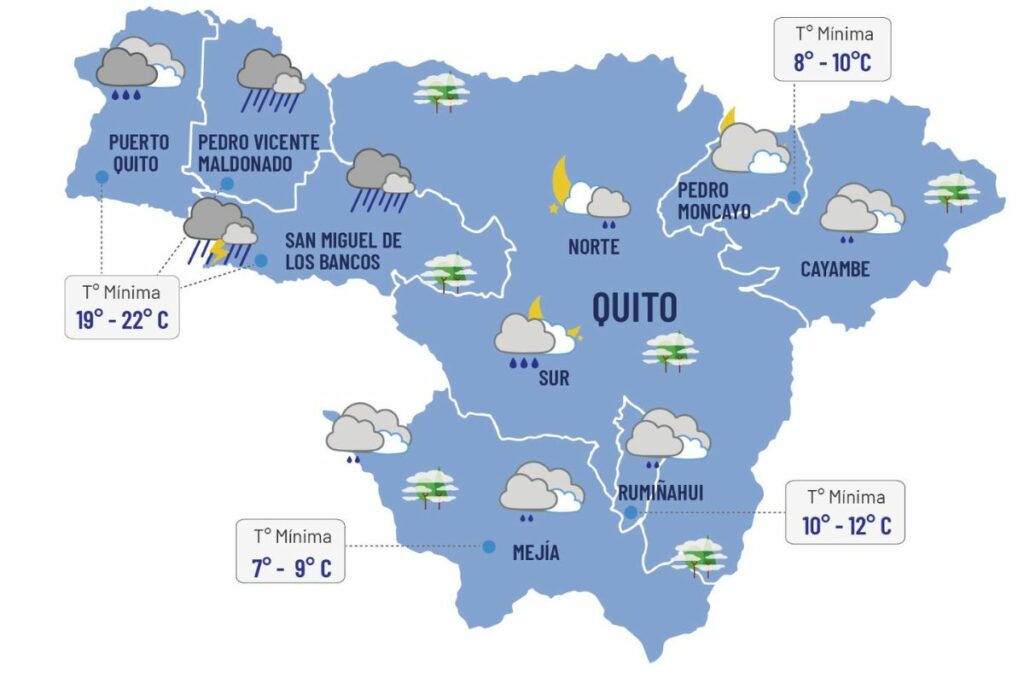 T° Mínima
8° - 10°C
PUERTO
QUITO
PEDRO VICENTE
MALDONADO
PEDRO
MONCAYO
SAN MIGUEL DE
LOS BANCOS
NORTE
CAYAMBE
T° Mínima
19° - 22° C
QUITO
SUR
RUMIÑAHUI
T° Mínima
10° - 12° C
T° Mínima
7° - 9° C
MEJÍA